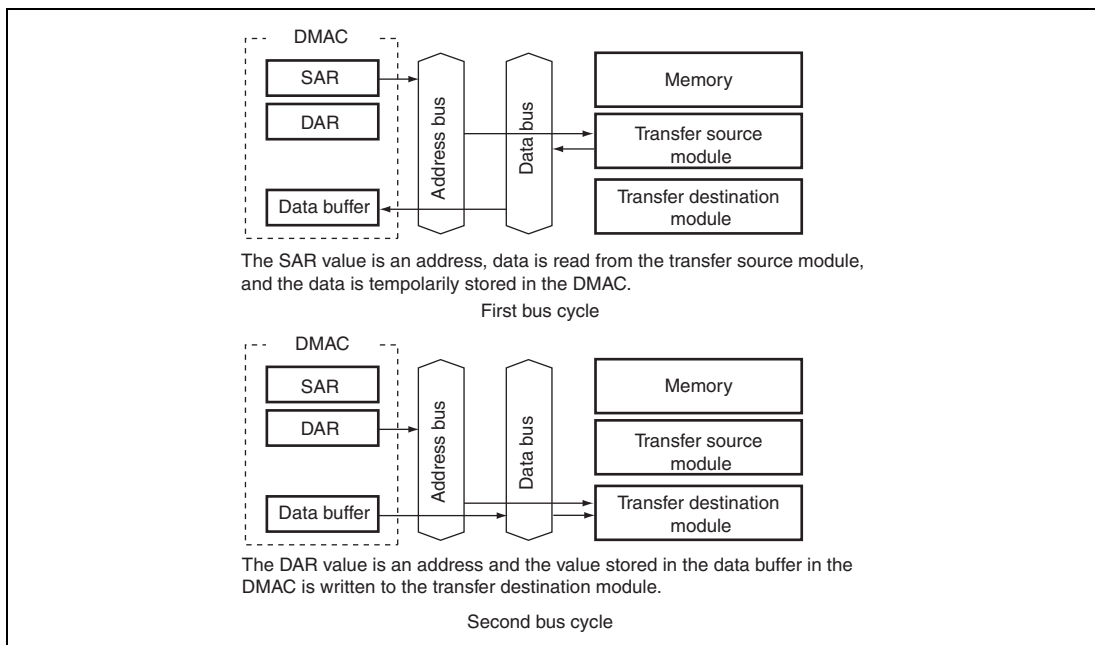 DMAC
SAR
DAR
Data buffer
Address bus
Data bus
Memory
Transfer source
module
Transfer destination
module
The SAR value is an address, data is read from the transfer source module,
and the data is tempolarily stored in the DMAC.
First bus cycle
DMAC
SAR
DAR
Data buffer
Address bus
Data bus
Memory
Transfer source
module
Transfer destination
module
The DAR value is an address and the value stored in the data buffer in the
DMAC is written to the transfer destination module.
Second bus cycle